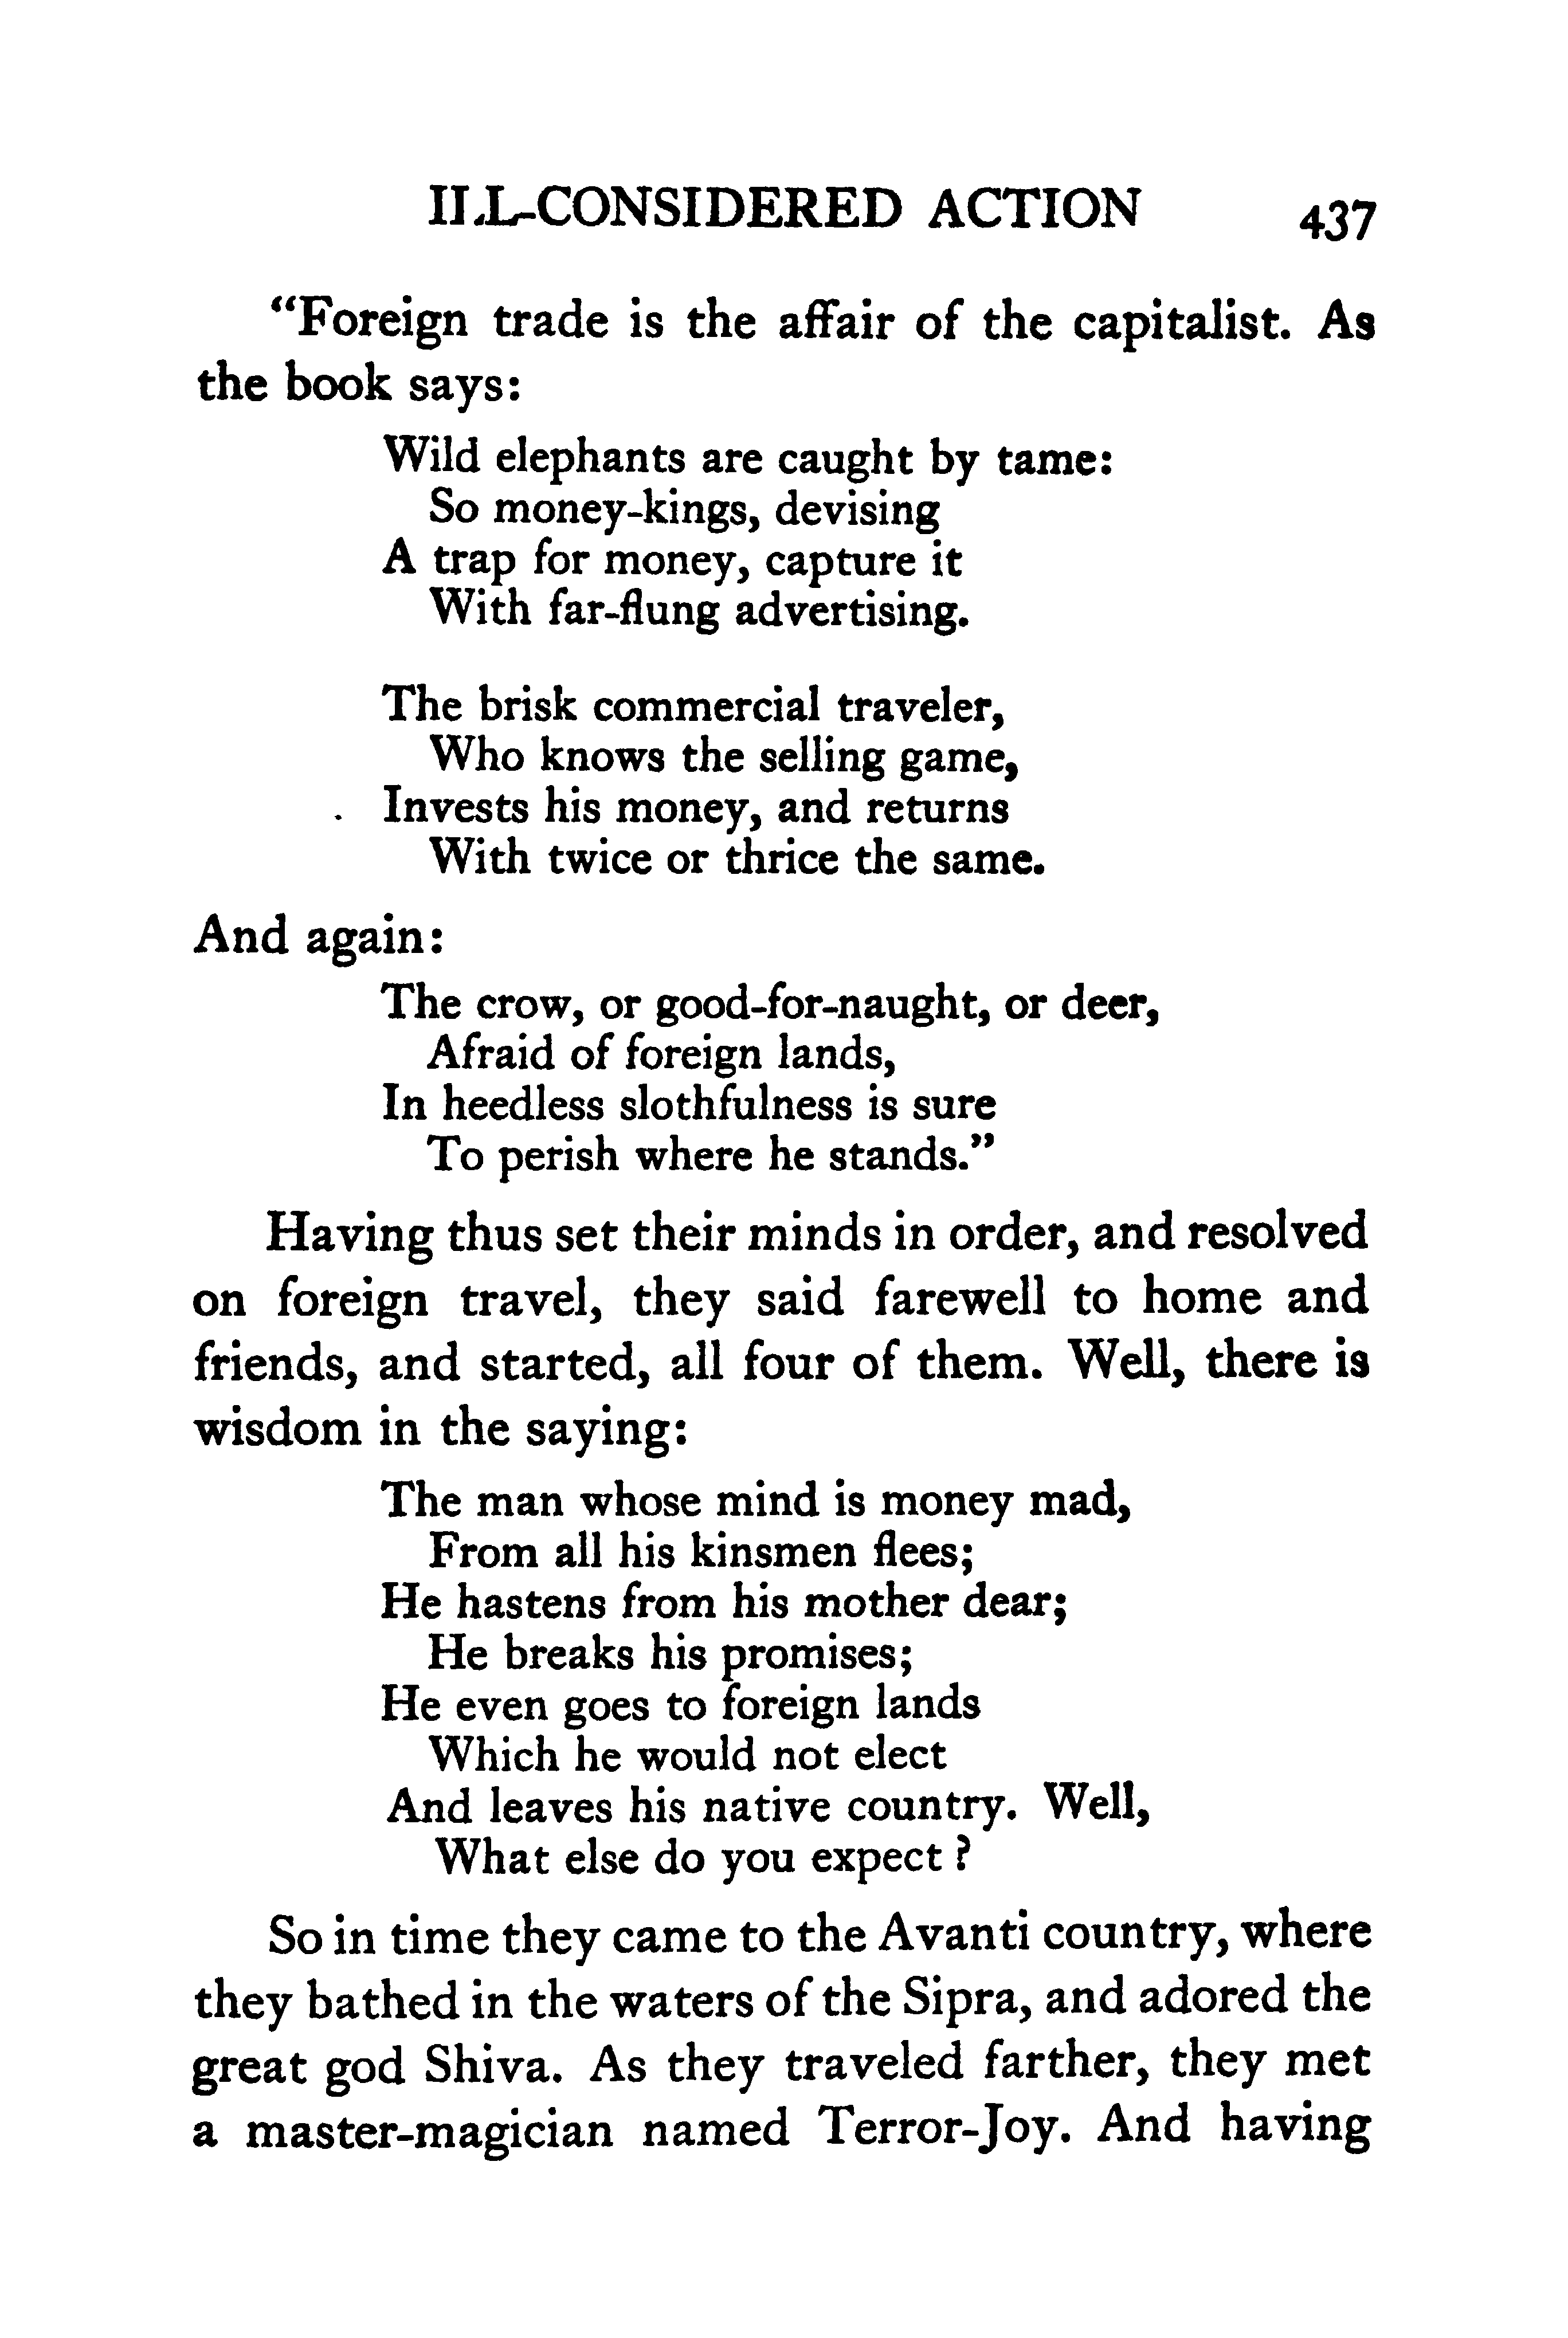 ILL-CONSIDERED ACTION 437
“Foreign trade is the affair of the capitalist. As
the book says:
Wild elephants are caught by tame:
So money-kings, devising
A trap for money, capture it
With far-flung advertising.
The brisk commercial traveler,
Who knows the selling game,
Invests his money, and returns
With twice or thrice the same.
And again:
The crow, or good-for-naught, or deer,
Afraid of foreign lands,
In heedless slothfulness is sure
To perish where he stands.”
Having thus set their minds in order, and resolved
on foreign travel, they said farewell to home and
friends, and started, all four of them. Well, there is
wisdom in the saying:
The man whose mind is money mad,
From all his kinsmen flees;
He hastens from his mother dear;
He breaks his promises;
He even goes to foreign lands
Which he would not elect
And leaves his native country. Well,
What else do you expect?
So in time they came to the Avanti country, where
they bathed in the waters of the Sipra, and adored the
great god Shiva. As they traveled farther, they met
a master-magician named Terror-Joy. And having